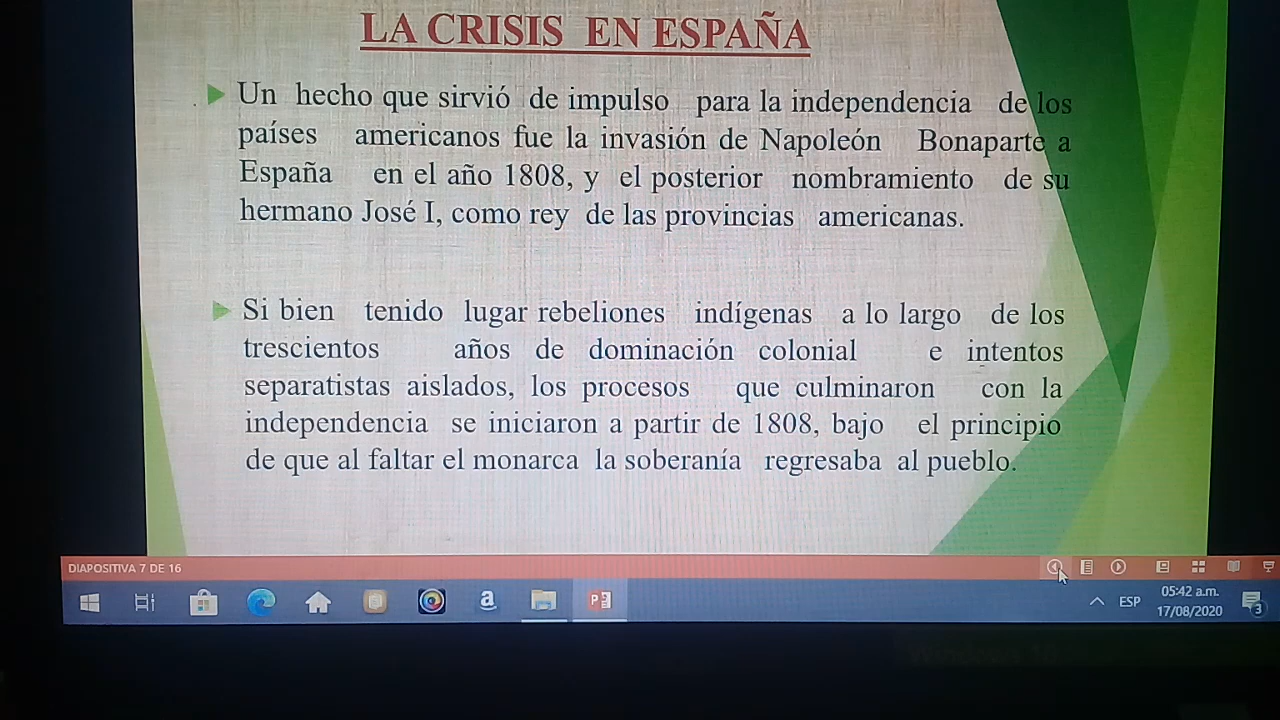 LA CRISIS EN ESPAÑA
Un hecho que sirvió de impulso para la independencia de los
países americanos fue la invasión de Napoleón Bonaparte a
España en el año 1808, y el posterior nombramiento de su
hermano José I, como rey de las provincias americanas.
Si bien tenido lugar rebeliones indígenas a lo largo de los
trescientos años de dominación colonial e intentos
separatistas aislados, los procesos que culminaron con la
independencia se iniciaron a partir de 1808, bajo el principio
de que al faltar el monarca la soberanía regresaba al pueblo.
DIAPOSITIVA 7 DE 16
05:42 a.m.
ESP
17/08/2020
3